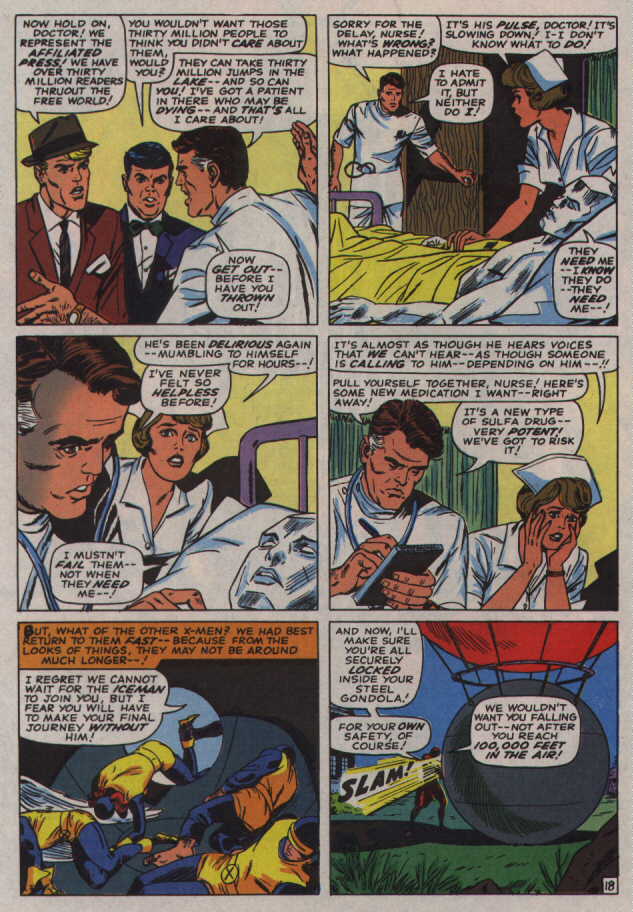 NOW HOLD ON,
DOCTOR! WE
REPRESENT THE
AFFILIATED
PRESS! WE HAVE
OVER THIRTY
MILLION READERS
THRUOUT THE
FREE WORLD!
YOU WOULDN'T WANT THOSE
THIRTY MILLION PEOPLE TO
THINK YOU DIDN'T CARE ABOUT
THEM,
WOULD
YOU?
THEY CAN TAKE THIRTY
MILLION JUMPS IN THE
LAKE--AND SO CAN
YOU! I'VE GOT A PATIENT
IN THERE WHO MAY BE
DYING--AND THAT'S ALL
I CARE ABOUT!
NOW
GET OUT--
BEFORE I
HAVE YOU
THROWN
OUT!
SORRY FOR THE
DELAY, NURSE!
WHAT'S WRONG?
WHAT HAPPENED?
IT'S HIS PULSE, DOCTOR! IT'S
SLOWING DOWN! I-I DON'T
KNOW WHAT TO DO!
I HATE
TO ADMIT
IT, BUT
NEITHER
DO I!
THEY
NEED ME
--I KNOW
THEY DO
--THEY
NEED
ME--!
HE'S BEEN DELIRIOUS AGAIN
--MUMBLING TO HIMSELF
FOR HOURS--!
I'VE NEVER
FELT SO
HELPLESS
BEFORE!
I MUSTN'T
FAIL THEM--
NOT WHEN
THEY NEED
ME--!
IT'S ALMOST AS THOUGH HE HEARS VOICES
THAT WE CAN'T HEAR--AS THOUGH SOMEONE
IS CALLING TO HIM--DEPENDING ON HIM--!!
PULL YOURSELF TOGETHER, NURSE! HERE'S
SOME NEW MEDICATION I WANT--RIGHT
AWAY!
IT'S A NEW TYPE
OF SULFA DRUG--
VERY POTENT!
WE'VE GOT TO RISK
IT!
BUT, WHAT OF THE OTHER X-MEN? WE HAD BEST
RETURN TO THEM FAST--BECAUSE FROM THE
LOOKS OF THINGS, THEY MAY NOT BE AROUND
MUCH LONGER--!
I REGRET WE CANNOT
WAIT FOR THE ICEMAN
TO JOIN YOU, BUT I
FEAR YOU WILL HAVE
TO MAKE YOUR FINAL
JOURNEY WITHOUT
HIM!
X
AND NOW, I'LL
MAKE SURE
YOU'RE ALL
SECURELY
LOCKED
INSIDE YOUR
STEEL
GONDOLA!
FOR YOUR OWN
SAFETY, OF
COURSE!
WE WOULDN'T
WANT YOU FALLING
OUT--NOT AFTER
YOU REACH
100,000 FEET
IN THE AIR!
SLAM!
18